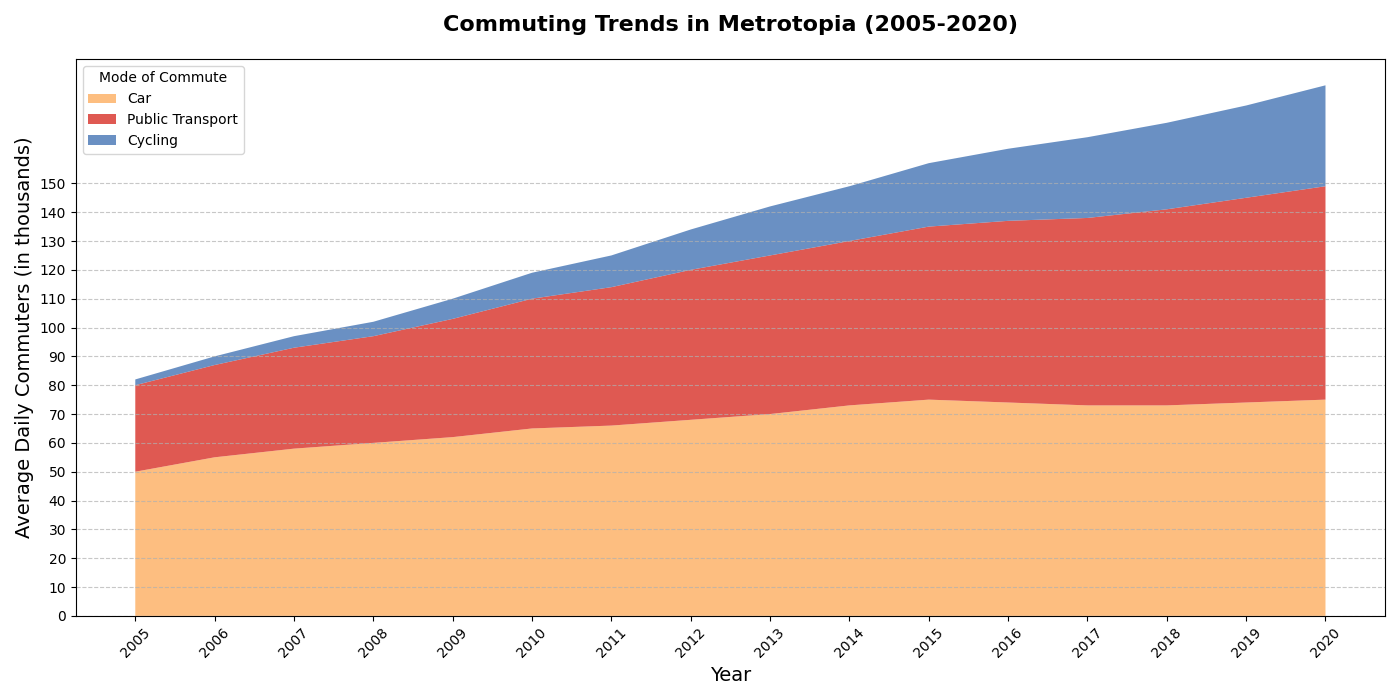 Commuting Trends in Metrotopia (2005-2020)
Mode of Commute
Car
Public Transport
Cycling
Average Daily Commuters (in thousands)
150
140
130
120
110
100
90
80
70
60
50
40
30
20
10
0
2005 2006 2007 2008 2009 2010 2011 2012 2013 2014 2015 2016 2017 2018 2019 2020
Year